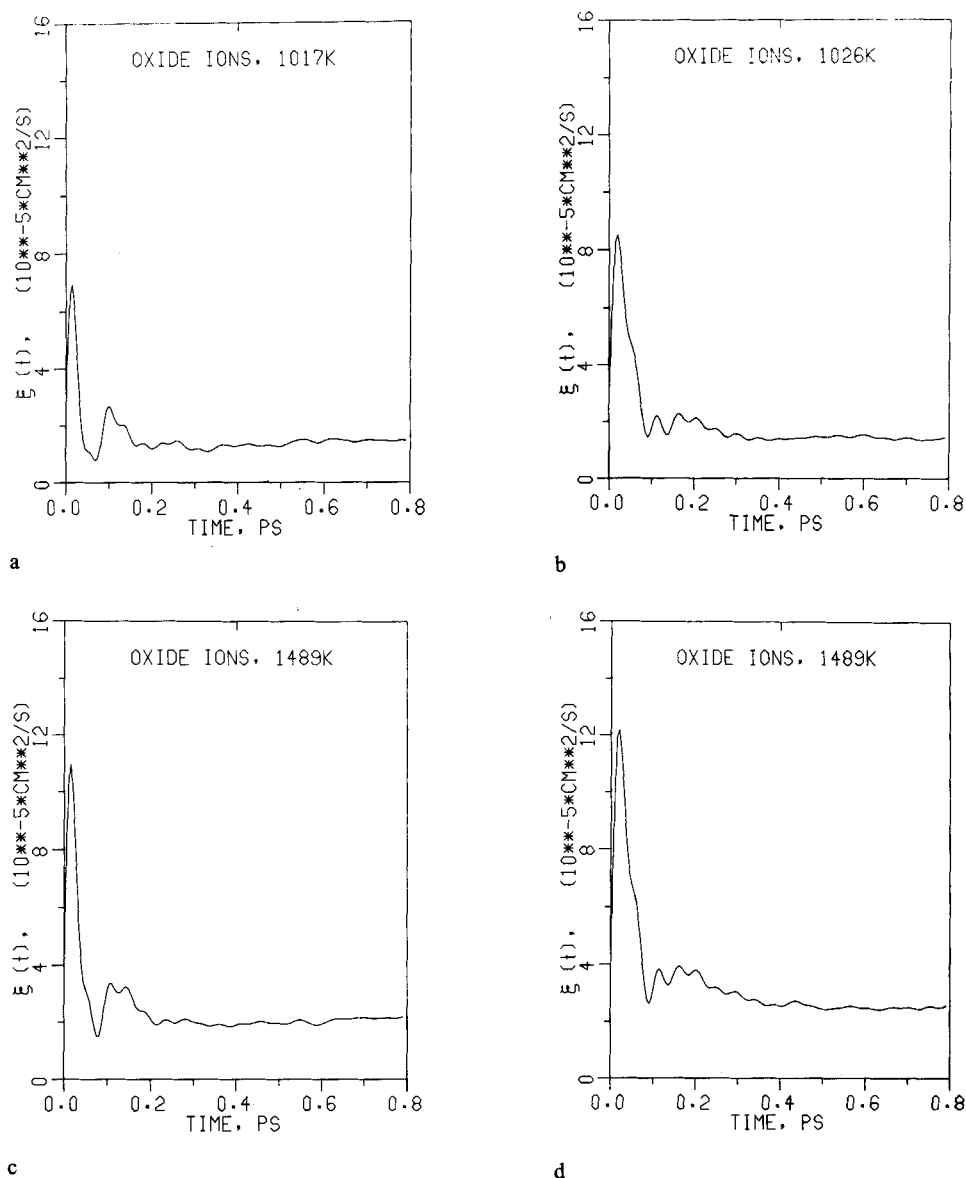 OXIDE IONS, 1017K
ξ(t), (10**-5*CM**2/S)
0 4 8 12 16
0.0 0.2 0.4 0.6 0.8
TIME, PS
a
OXIDE IONS, 1026K
ξ(t), (10**-5*CM**2/S)
0 4 8 12 16
0.0 0.2 0.4 0.6 0.8
TIME, PS
b
OXIDE IONS, 1489K
ξ(t), (10**-5*CM**2/S)
0 4 8 12 16
0.0 0.2 0.4 0.6 0.8
TIME, PS
c
OXIDE IONS, 1489K
ξ(t), (10**-5*CM**2/S)
0 4 8 12 16
0.0 0.2 0.4 0.6 0.8
TIME, PS
d